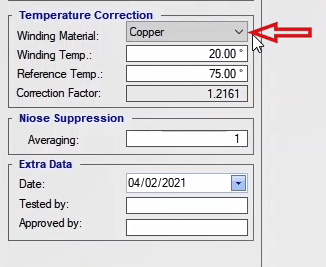 Temperature Correction
Winding Material: Copper
Winding Temp.: 20.00 °
Reference Temp.: 75.00 °
Correction Factor: 1.2161
Niose Suppression
Averaging: 1
Extra Data
Date: 04/02/2021
Tested by:
Approved by: